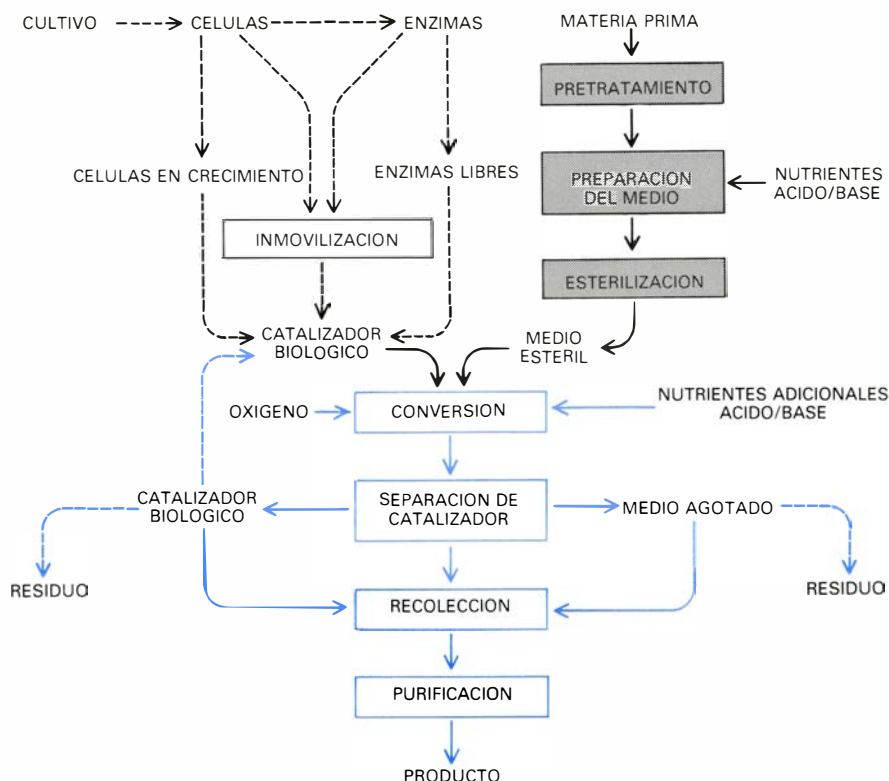 CULTIVO
CELULAS
ENZIMAS
MATERIA PRIMA
PRETRATAMIENTO
CELULAS EN CRECIMIENTO
ENZIMAS LIBRES
PREPARACION
DEL MEDIO
NUTRIENTES
ACIDO/BASE
INMOVILIZACION
ESTERILIZACION
CATALIZADOR
BIOLOGICO
MEDIO
ESTERIL
OXIGENO
CONVERSION
NUTRIENTES ADICIONALES
ACIDO/BASE
CATALIZADOR
BIOLOGICO
SEPARACION DE
CATALIZADOR
MEDIO AGOTADO
RESIDUO
RECOLECCION
RESIDUO
PURIFICACION
PRODUCTO